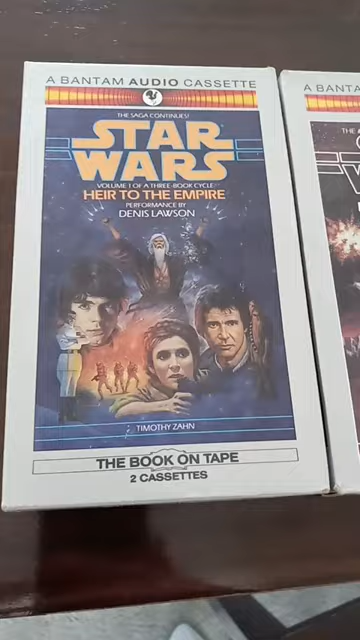 A BANTAM AUDIO CASSETTE
THE SAGA CONTINUES!
STAR
WARS
VOLUME 1 OF A THREE-BOOK CYCLE
HEIR TO THE EMPIRE
PERFORMANCE BY
DENIS LAWSON
TIMOTHY ZAHN
THE BOOK ON TAPE
2 CASSETTES
A BANTA